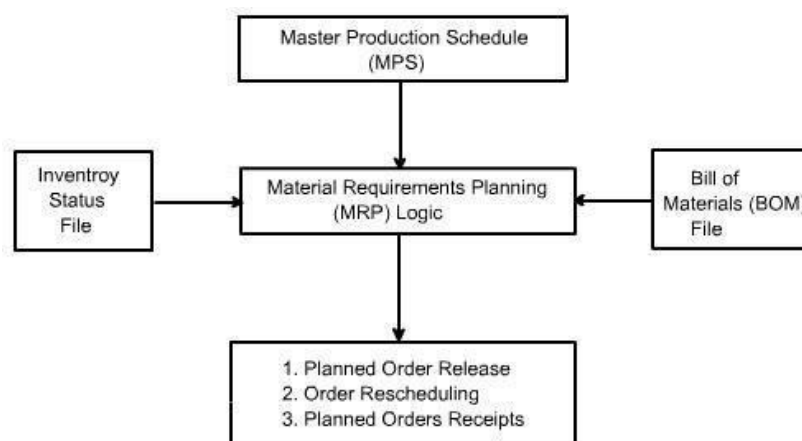 Master Production Schedule
(MPS)
Inventroy
Status
File
Material Requirements Planning
(MRP) Logic
Bill of
Materials (BOM)
File
1. Planned Order Release
2. Order Rescheduling
3. Planned Orders Receipts